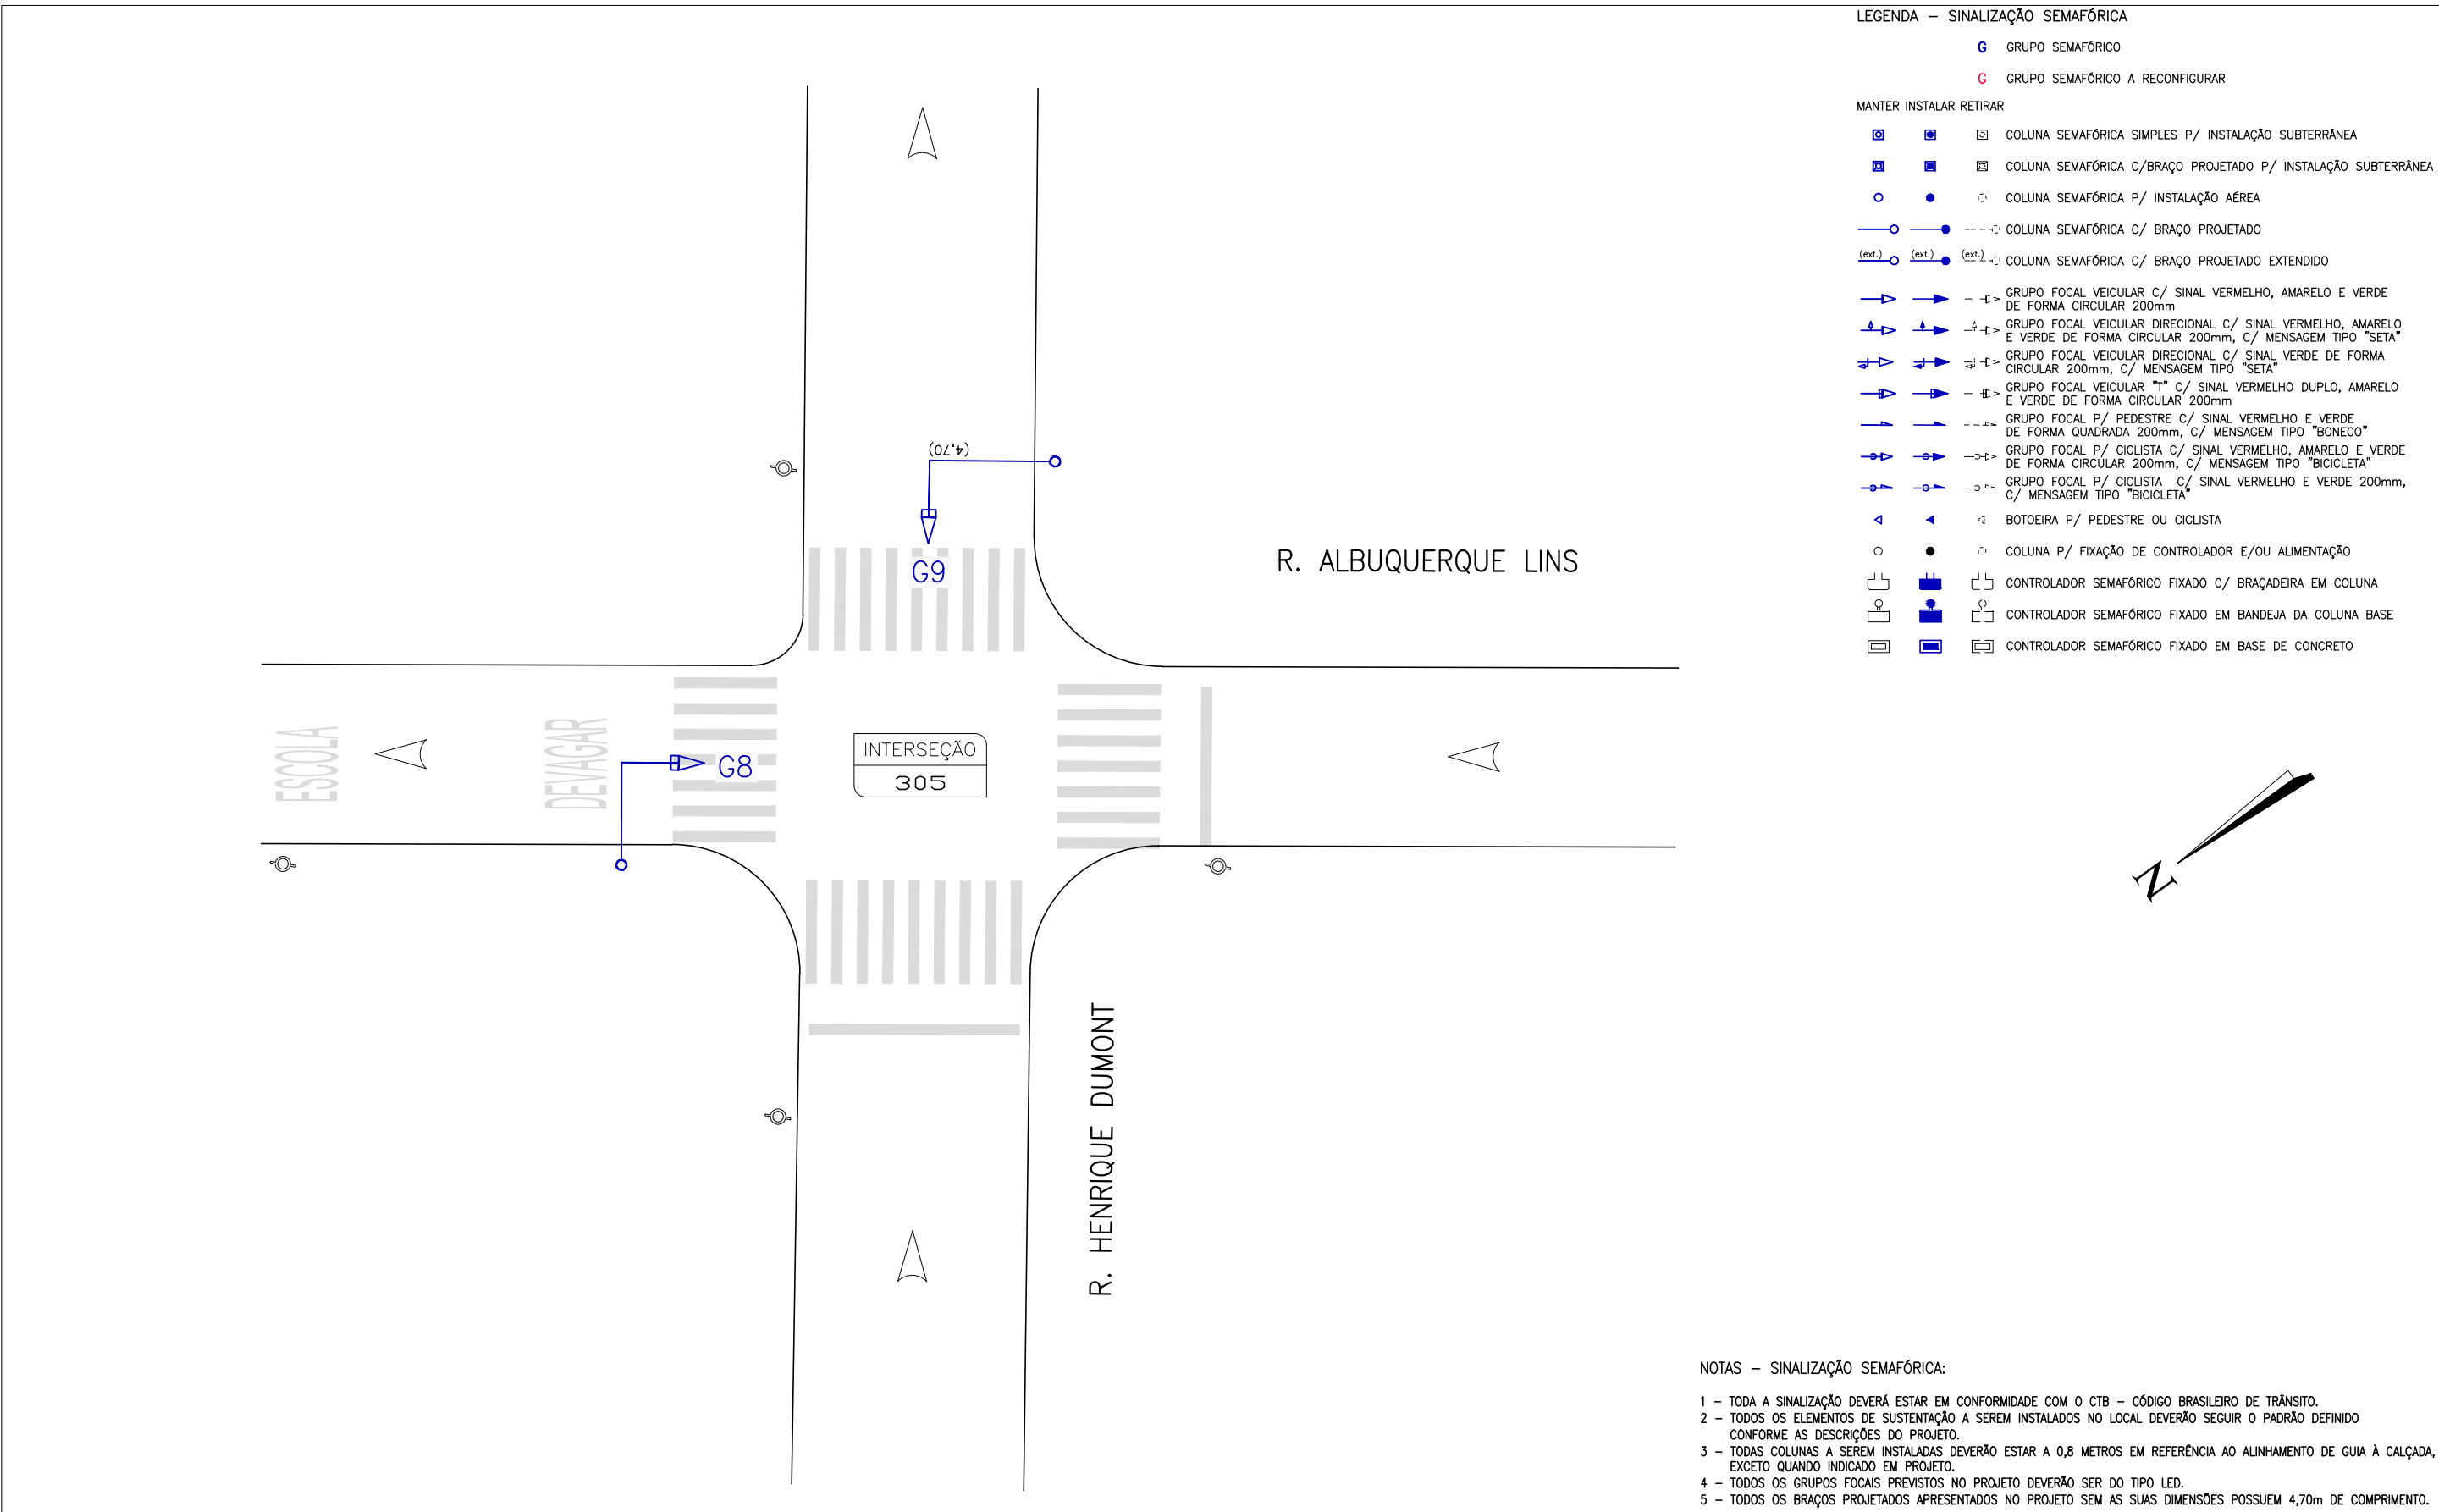 LEGENDA – SINALIZAÇÃO SEMAFÓRICA
G GRUPO SEMAFÓRICO
G GRUPO SEMAFÓRICO A RECONFIGURAR
MANTER INSTALAR RETIRAR
COLUNA SEMAFÓRICA SIMPLES P/ INSTALAÇÃO SUBTERRÂNEA
COLUNA SEMAFÓRICA C/BRAÇO PROJETADO P/ INSTALAÇÃO SUBTERRÂNEA
COLUNA SEMAFÓRICA P/ INSTALAÇÃO AÉREA
COLUNA SEMAFÓRICA C/ BRAÇO PROJETADO
(ext.) (ext.) (ext.) COLUNA SEMAFÓRICA C/ BRAÇO PROJETADO EXTENDIDO
GRUPO FOCAL VEICULAR C/ SINAL VERMELHO, AMARELO E VERDE
DE FORMA CIRCULAR 200mm
GRUPO FOCAL VEICULAR DIRECIONAL C/ SINAL VERMELHO, AMARELO
E VERDE DE FORMA CIRCULAR 200mm, C/ MENSAGEM TIPO "SETA"
GRUPO FOCAL VEICULAR DIRECIONAL C/ SINAL VERDE DE FORMA
CIRCULAR 200mm, C/ MENSAGEM TIPO "SETA"
GRUPO FOCAL VEICULAR "T" C/ SINAL VERMELHO DUPLO, AMARELO
E VERDE DE FORMA CIRCULAR 200mm
GRUPO FOCAL P/ PEDESTRE C/ SINAL VERMELHO E VERDE
DE FORMA QUADRADA 200mm, C/ MENSAGEM TIPO "BONECO"
GRUPO FOCAL P/ CICLISTA C/ SINAL VERMELHO, AMARELO E VERDE
DE FORMA CIRCULAR 200mm, C/ MENSAGEM TIPO "BICICLETA"
GRUPO FOCAL P/ CICLISTA C/ SINAL VERMELHO E VERDE 200mm,
C/ MENSAGEM TIPO "BICICLETA"
BOTOEIRA P/ PEDESTRE OU CICLISTA
COLUNA P/ FIXAÇÃO DE CONTROLADOR E/OU ALIMENTAÇÃO
CONTROLADOR SEMAFÓRICO FIXADO C/ BRAÇADEIRA EM COLUNA
CONTROLADOR SEMAFÓRICO FIXADO EM BANDEJA DA COLUNA BASE
CONTROLADOR SEMAFÓRICO FIXADO EM BASE DE CONCRETO
(4,70)
G9
R. ALBUQUERQUE LINS
ESCOLA
DEVAGAR
G8
INTERSEÇÃO
305
R. HENRIQUE DUMONT
N
NOTAS – SINALIZAÇÃO SEMAFÓRICA:
1 – TODA A SINALIZAÇÃO DEVERÁ ESTAR EM CONFORMIDADE COM O CTB – CÓDIGO BRASILEIRO DE TRÂNSITO.
2 – TODOS OS ELEMENTOS DE SUSTENTAÇÃO A SEREM INSTALADOS NO LOCAL DEVERÃO SEGUIR O PADRÃO DEFINIDO
CONFORME AS DESCRIÇÕES DO PROJETO.
3 – TODAS COLUNAS A SEREM INSTALADAS DEVERÃO ESTAR A 0,8 METROS EM REFERÊNCIA AO ALINHAMENTO DE GUIA À CALÇADA,
EXCETO QUANDO INDICADO EM PROJETO.
4 – TODOS OS GRUPOS FOCAIS PREVISTOS NO PROJETO DEVERÃO SER DO TIPO LED.
5 – TODOS OS BRAÇOS PROJETADOS APRESENTADOS NO PROJETO SEM AS SUAS DIMENSÕES POSSUEM 4,70m DE COMPRIMENTO.